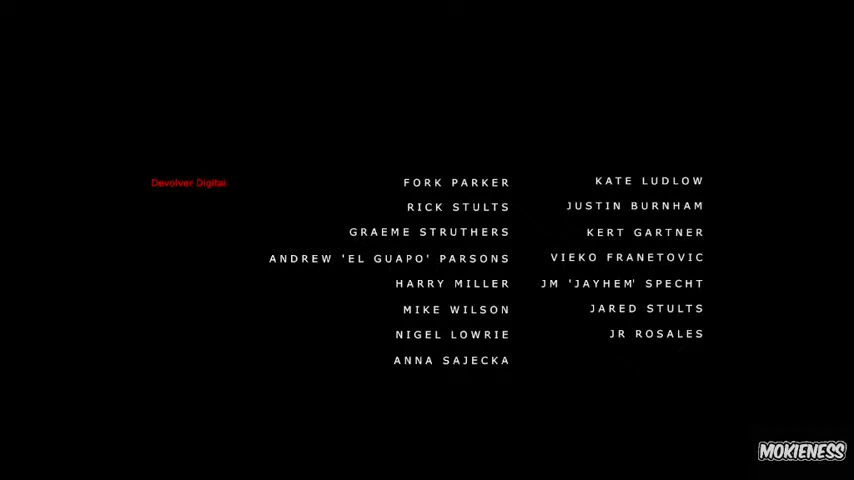 Devolver Digital
FORK PARKER
RICK STULTS
GRAEME STRUTHERS
ANDREW 'EL GUAPO' PARSONS
HARRY MILLER
MIKE WILSON
NIGEL LOWRIE
ANNA SAJECKA
KATE LUDLOW
JUSTIN BURNHAM
KERT GARTNER
VIEKO FRANETOVIC
JM 'JAYHEM' SPECHT
JARED STULTS
JR ROSALES
MOKIENESS